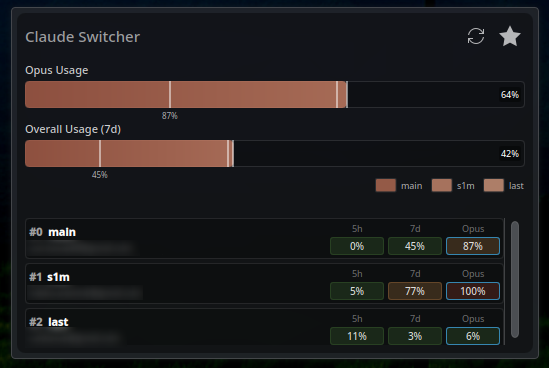 Claude Switcher
Opus Usage
64%
87%
Overall Usage (7d)
42%
45%
main s1m last
#0 main
5h 7d Opus
0% 45% 87%
#1 s1m
5h 7d Opus
5% 77% 100%
#2 last
5h 7d Opus
11% 3% 6%